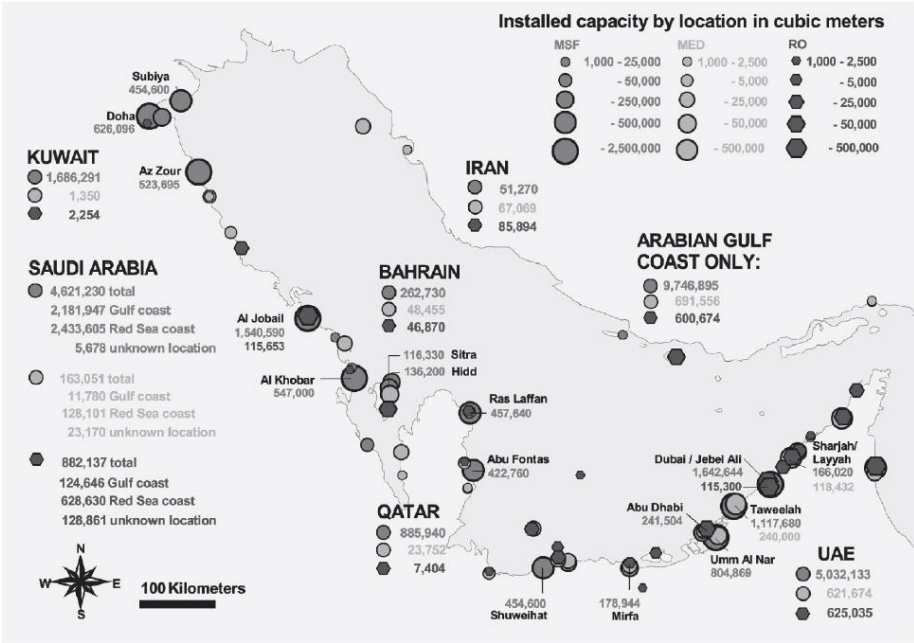 Installed capacity by location in cubic meters
MSF
1,000 - 25,000
- 50,000
- 250,000
- 500,000
- 2,500,000
MED
1,000 - 2,500
- 5,000
- 25,000
- 50,000
- 500,000
RO
1,000 - 2,500
- 5,000
- 25,000
- 50,000
- 500,000
Subiya
454,600
Doha
626,096
KUWAIT
1,686,291
1,350
2,254
Az Zour
523,695
IRAN
51,270
67,069
85,894
ARABIAN GULF
COAST ONLY:
9,746,895
691,556
600,674
SAUDI ARABIA
4,621,230 total
2,181,947 Gulf coast
2,433,605 Red Sea coast
5,678 unknown location
163,051 total
11,780 Gulf coast
128,101 Red Sea coast
23,170 unknown location
882,137 total
124,646 Gulf coast
628,630 Red Sea coast
128,861 unknown location
BAHRAIN
262,730
48,455
46,870
Al Jobail
1,540,590
115,653
116,330 Sitra
136,200 Hidd
Al Khobar
547,000
Ras Laffan
457,640
Abu Fontas
422,760
QATAR
885,940
23,752
7,404
Dubai / Jebel Ali
1,642,644
115,300
Sharjah/
Layyah
166,020
118,432
Abu Dhabi
241,504
Taweelah
1,117,680
240,000
Umm Al Nar
804,869
UAE
5,032,133
621,674
625,035
454,600
Shuweihat
178,944
Mirfa
N
W E
S
100 Kilometers